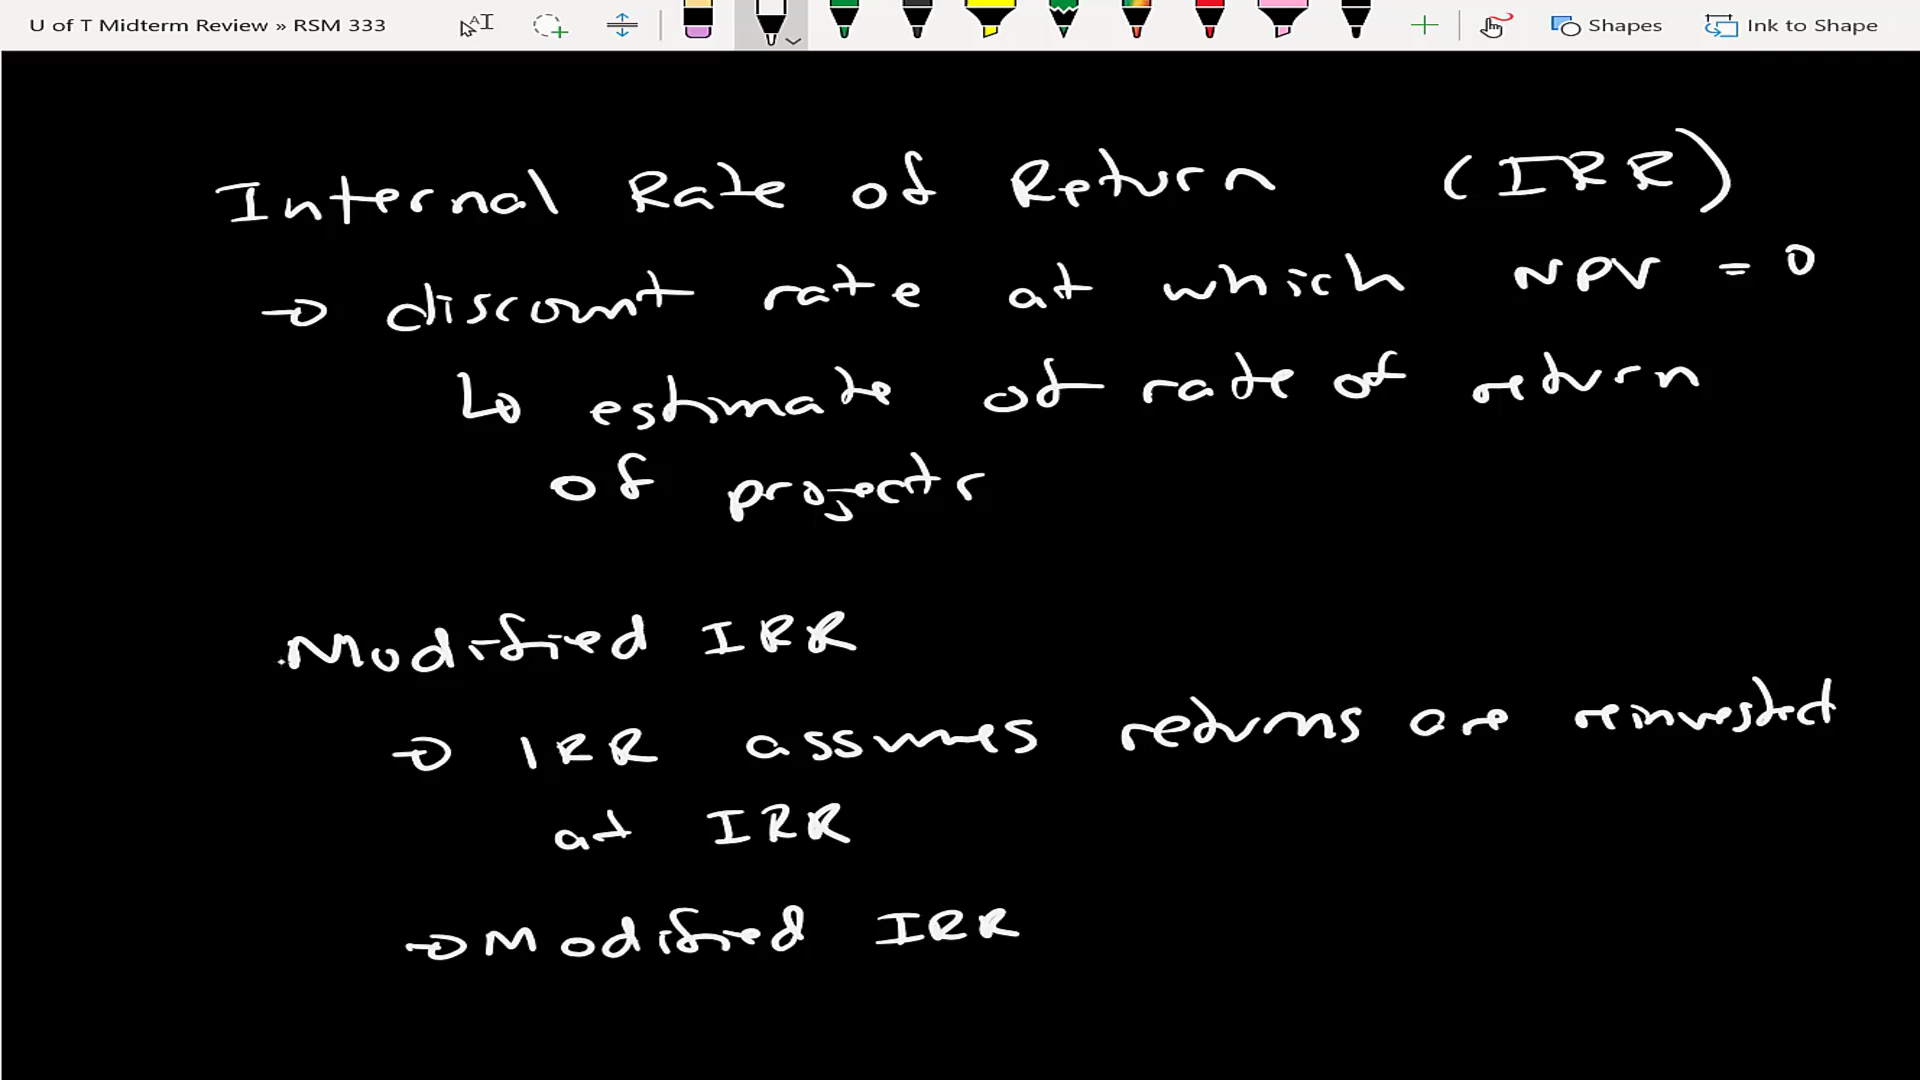 U of T Midterm Review » RSM 333
Shapes
Ink to Shape
Internal Rate of Return (IRR)
→ discount rate at which NPV = 0
↳ estimate of rate of return
of projects
Modified IRR
→ IRR assumes returns are reinvested
at IRR
→ Modified IRR